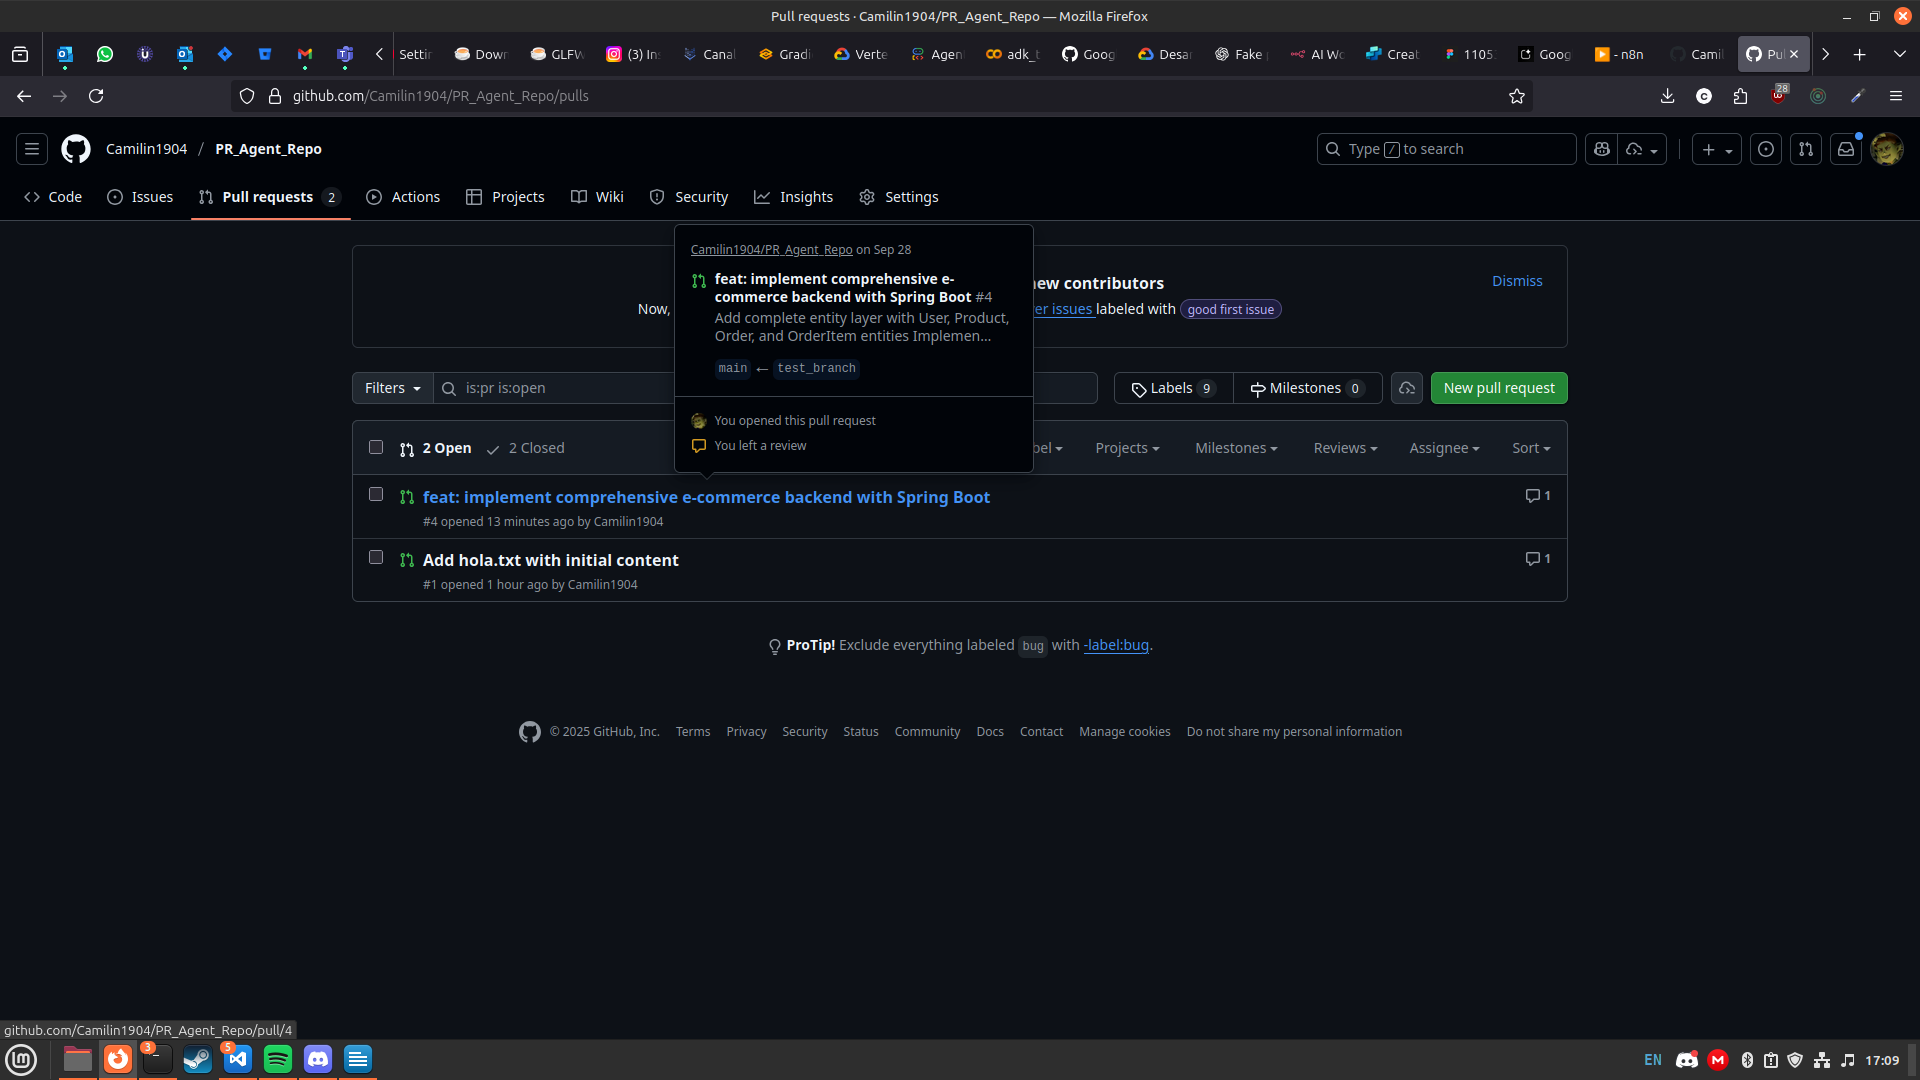 Pull requests · Camilin1904/PR_Agent_Repo — Mozilla Firefox
Settin
Down
GLFW
(3) Ins
Canal
Gradi
Verte
Agent
adk_t
Goog
Desar
Fake
AI Wo
Creat
1105
Goog
- n8n
Camil
Pul
github.com/Camilin1904/PR_Agent_Repo/pulls
28
Camilin1904 / PR_Agent_Repo
Type / to search
Code
Issues
Pull requests 2
Actions
Projects
Wiki
Security
Insights
Settings
Camilin1904/PR_Agent_Repo on Sep 28
feat: implement comprehensive e-
commerce backend with Spring Boot #4
Add complete entity layer with User, Product,
Order, and OrderItem entities Implemen...
main ← test_branch
You opened this pull request
You left a review
new contributors
Dismiss
Now,
er issues labeled with good first issue
Filters
is:pr is:open
Labels 9
Milestones 0
New pull request
2 Open
2 Closed
bel
Projects
Milestones
Reviews
Assignee
Sort
feat: implement comprehensive e-commerce backend with Spring Boot
1
#4 opened 13 minutes ago by Camilin1904
Add hola.txt with initial content
1
#1 opened 1 hour ago by Camilin1904
ProTip! Exclude everything labeled bug with -label:bug.
© 2025 GitHub, Inc.
Terms
Privacy
Security
Status
Community
Docs
Contact
Manage cookies
Do not share my personal information
github.com/Camilin1904/PR_Agent_Repo/pull/4
3
5
EN
17:09